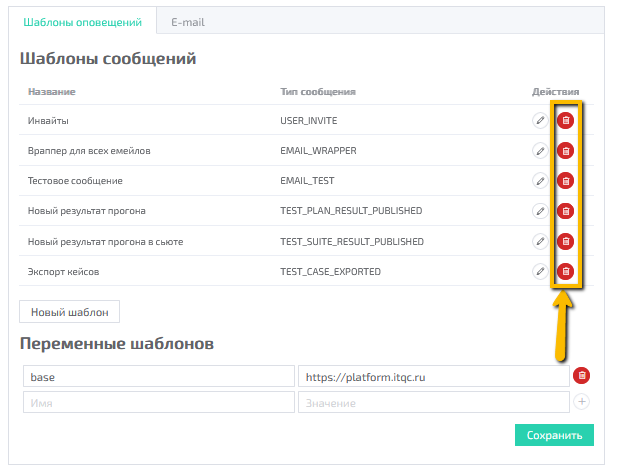 Шаблоны оповещений E-mail
Шаблоны сообщений
Название Тип сообщения Действия
Инвайты USER_INVITE
Враппер для всех емейлов EMAIL_WRAPPER
Тестовое сообщение EMAIL_TEST
Новый результат прогона TEST_PLAN_RESULT_PUBLISHED
Новый результат прогона в сьюте TEST_SUITE_RESULT_PUBLISHED
Экспорт кейсов TEST_CASE_EXPORTED
Новый шаблон
Переменные шаблонов
base https://platform.itqc.ru
Имя Значение
Сохранить